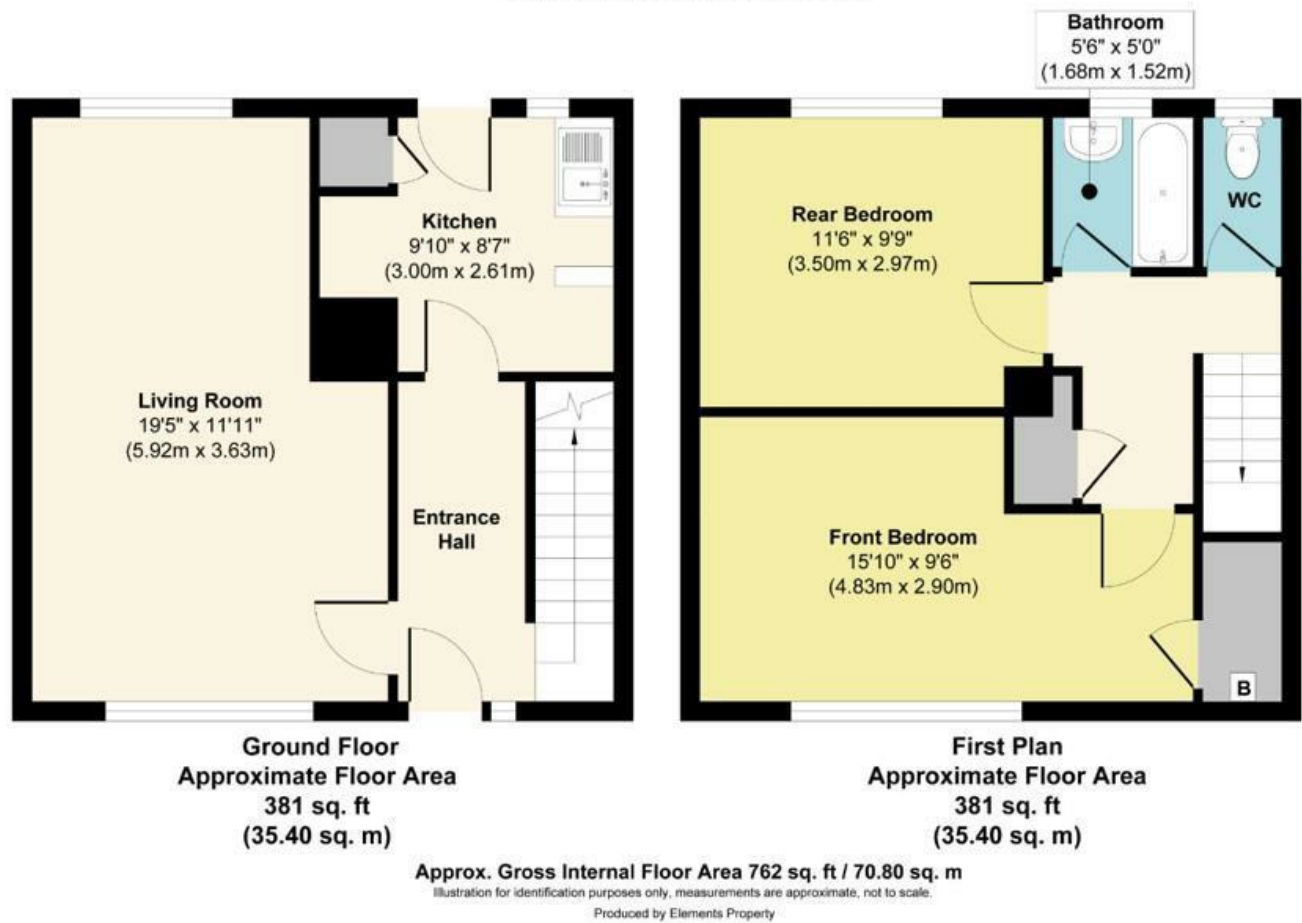 Bathroom
5'6" x 5'0"
(1.68m x 1.52m)
Kitchen
9'10" x 8'7"
(3.00m x 2.61m)
Living Room
19'5" x 11'11"
(5.92m x 3.63m)
Entrance
Hall
Rear Bedroom
11'6" x 9'9"
(3.50m x 2.97m)
WC
Front Bedroom
15'10" x 9'6"
(4.83m x 2.90m)
B
Ground Floor
Approximate Floor Area
381 sq. ft
(35.40 sq. m)
First Plan
Approximate Floor Area
381 sq. ft
(35.40 sq. m)
Approx. Gross Internal Floor Area 762 sq. ft / 70.80 sq. m
Illustration for identification purposes only, measurements are approximate, not to scale.
Produced by Elements Property